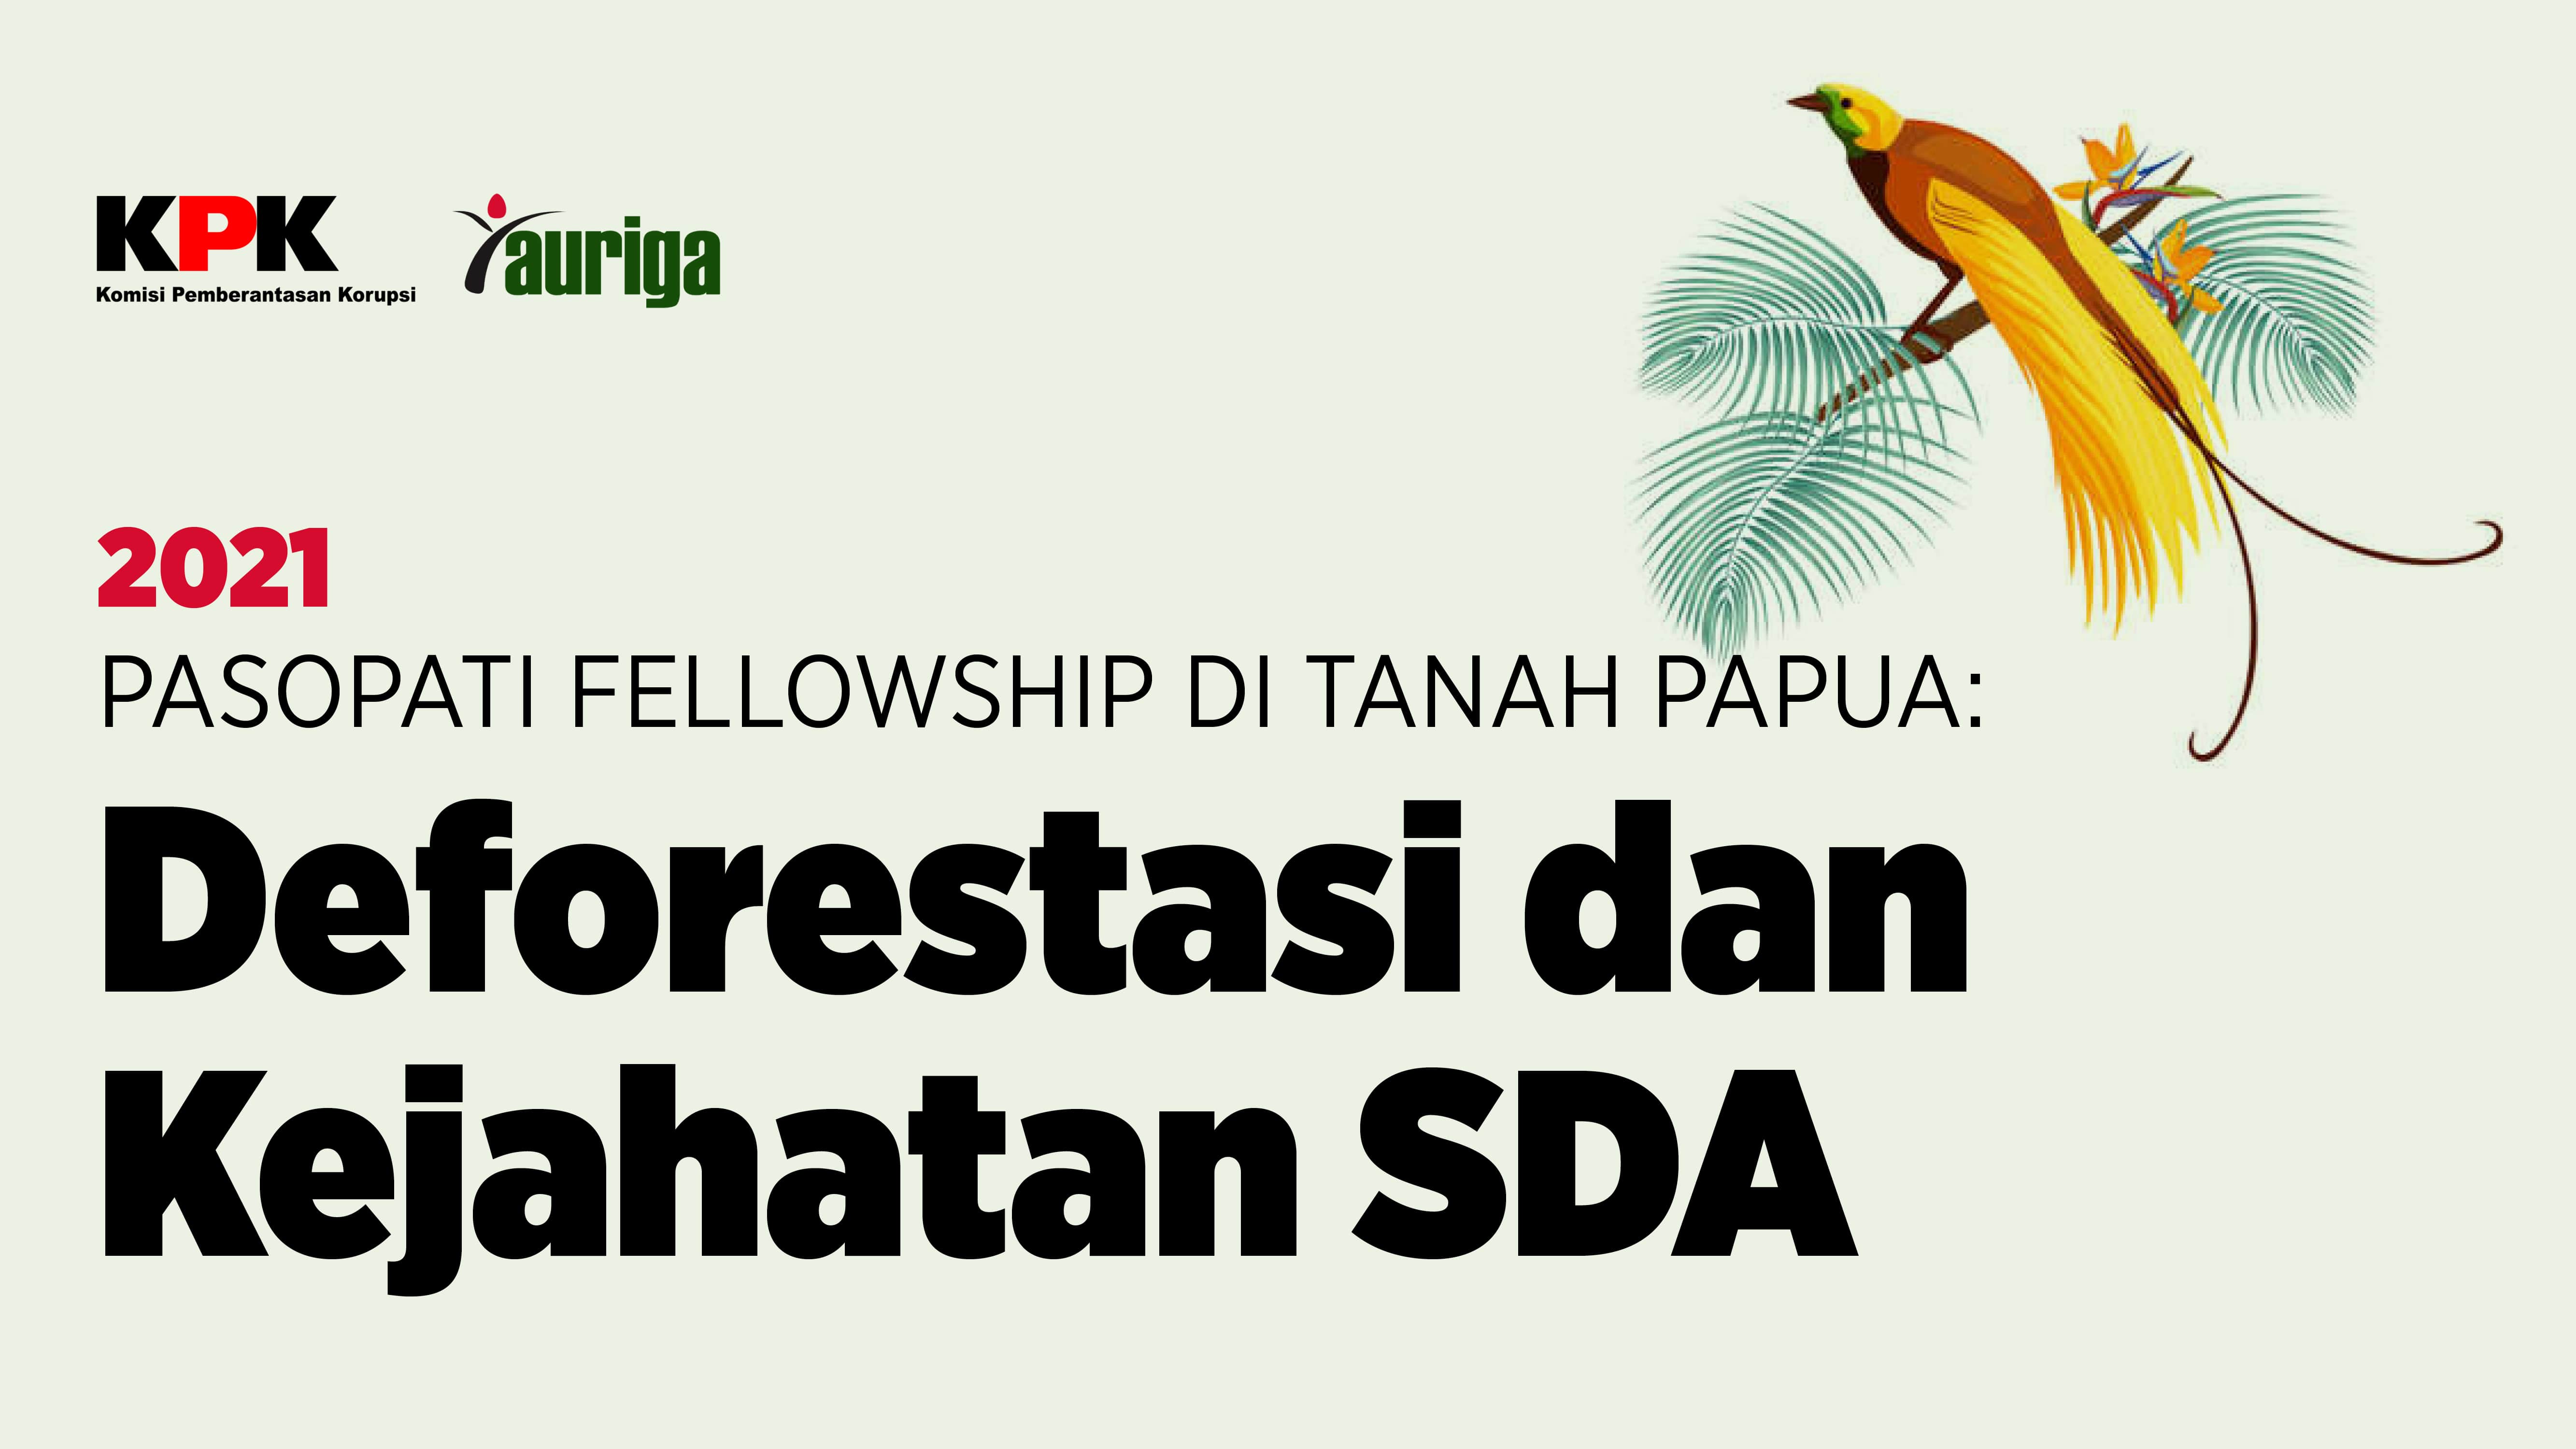 KPK
Komisi Pemberantasan Korupsi
auriga
2021
PASOPATI FELLOWSHIP DI TANAH PAPUA:
Deforestasi dan
Kejahatan SDA